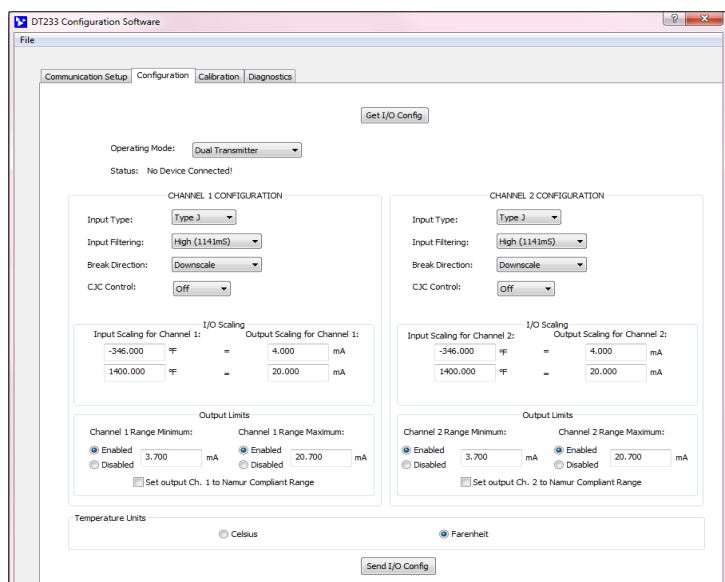 DT233 Configuration Software
File
Communication Setup Configuration Calibration Diagnostics
Get I/O Config
Operating Mode: Dual Transmitter
Status: No Device Connected!
CHANNEL 1 CONFIGURATION
Input Type: Type J
Input Filtering: High (1141mS)
Break Direction: Downscale
CJC Control: Off
I/O Scaling
Input Scaling for Channel 1: Output Scaling for Channel 1:
-346.000 ºF = 4.000 mA
1400.000 ºF = 20.000 mA
Output Limits
Channel 1 Range Minimum: Channel 1 Range Maximum:
Enabled Enabled
3.700 mA 20.700 mA
Disabled Disabled
Set output Ch. 1 to Namur Compliant Range
CHANNEL 2 CONFIGURATION
Input Type: Type J
Input Filtering: High (1141mS)
Break Direction: Downscale
CJC Control: Off
I/O Scaling
Input Scaling for Channel 2: Output Scaling for Channel 2:
-346.000 ºF = 4.000 mA
1400.000 ºF = 20.000 mA
Output Limits
Channel 2 Range Minimum: Channel 2 Range Maximum:
Enabled Enabled
3.700 mA 20.700 mA
Disabled Disabled
Set output Ch. 2 to Namur Compliant Range
Temperature Units
Celsius Farenheit
Send I/O Config